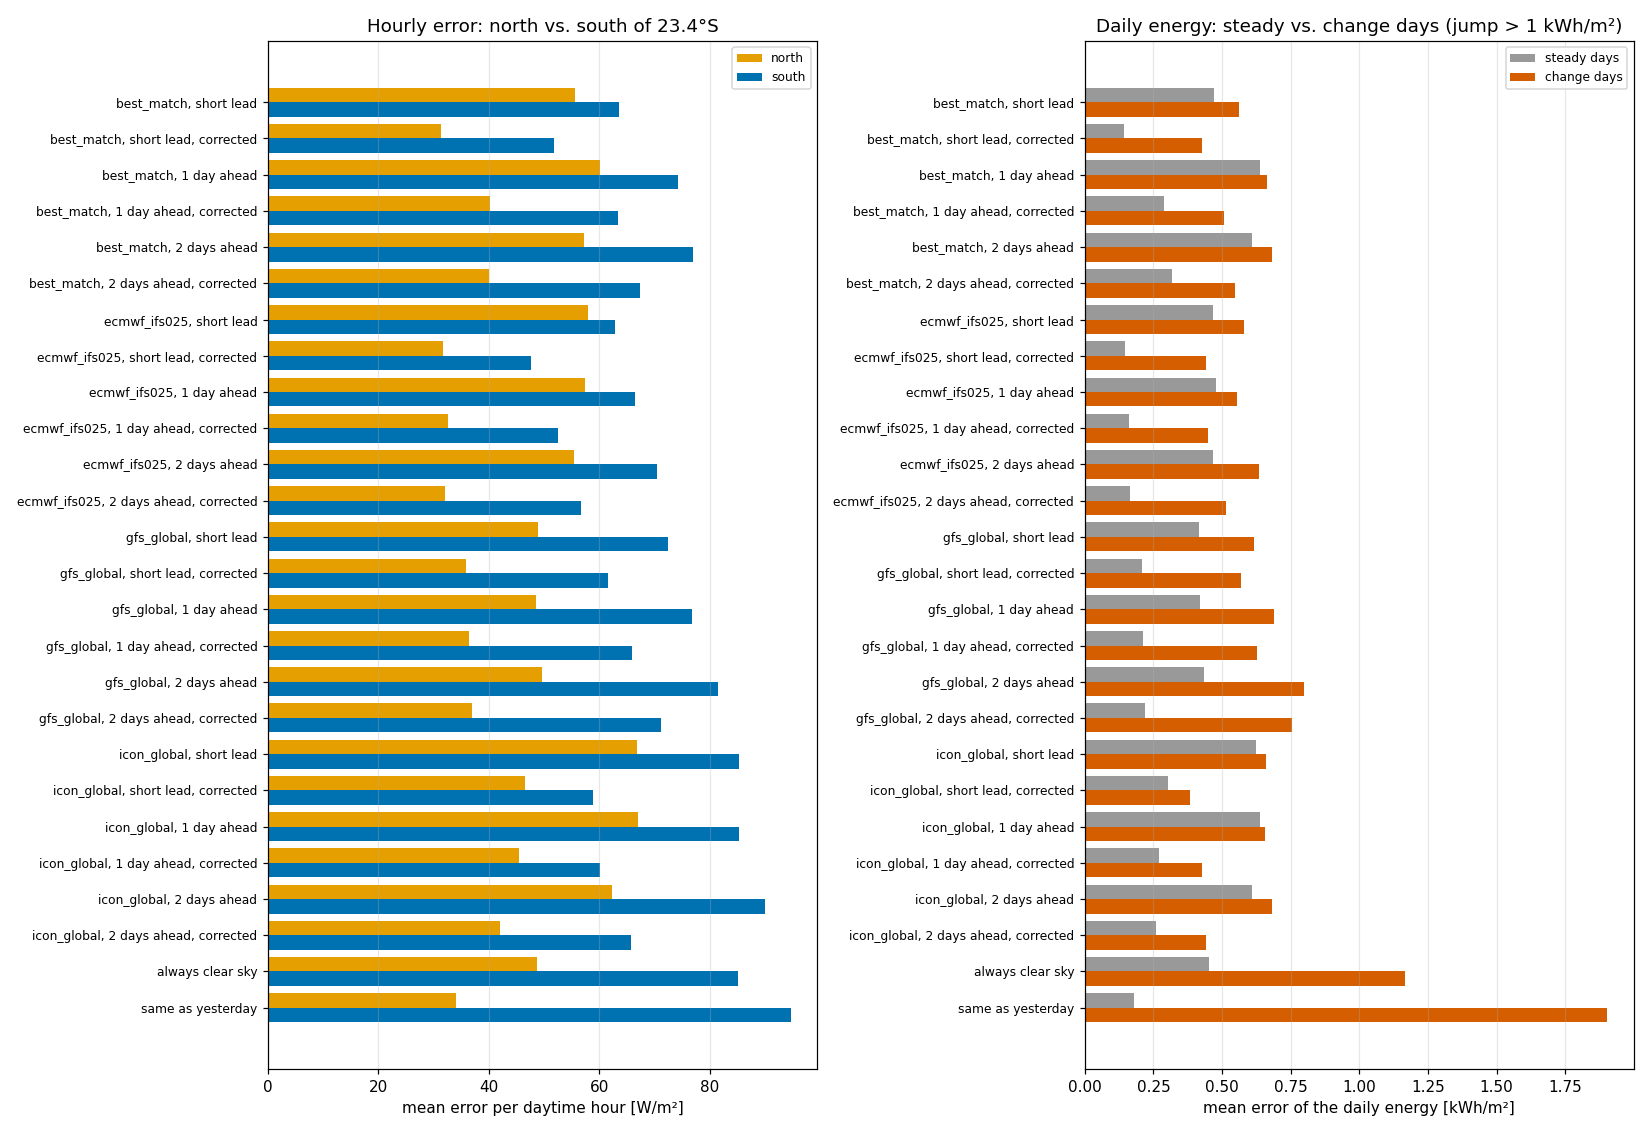 Hourly error: north vs. south of 23.4°S
north
south
best_match, short lead
best_match, short lead, corrected
best_match, 1 day ahead
best_match, 1 day ahead, corrected
best_match, 2 days ahead
best_match, 2 days ahead, corrected
ecmwf_ifs025, short lead
ecmwf_ifs025, short lead, corrected
ecmwf_ifs025, 1 day ahead
ecmwf_ifs025, 1 day ahead, corrected
ecmwf_ifs025, 2 days ahead
ecmwf_ifs025, 2 days ahead, corrected
gfs_global, short lead
gfs_global, short lead, corrected
gfs_global, 1 day ahead
gfs_global, 1 day ahead, corrected
gfs_global, 2 days ahead
gfs_global, 2 days ahead, corrected
icon_global, short lead
icon_global, short lead, corrected
icon_global, 1 day ahead
icon_global, 1 day ahead, corrected
icon_global, 2 days ahead
icon_global, 2 days ahead, corrected
always clear sky
same as yesterday
0 20 40 60 80
mean error per daytime hour [W/m²]
Daily energy: steady vs. change days (jump > 1 kWh/m²)
steady days
change days
best_match, short lead
best_match, short lead, corrected
best_match, 1 day ahead
best_match, 1 day ahead, corrected
best_match, 2 days ahead
best_match, 2 days ahead, corrected
ecmwf_ifs025, short lead
ecmwf_ifs025, short lead, corrected
ecmwf_ifs025, 1 day ahead
ecmwf_ifs025, 1 day ahead, corrected
ecmwf_ifs025, 2 days ahead
ecmwf_ifs025, 2 days ahead, corrected
gfs_global, short lead
gfs_global, short lead, corrected
gfs_global, 1 day ahead
gfs_global, 1 day ahead, corrected
gfs_global, 2 days ahead
gfs_global, 2 days ahead, corrected
icon_global, short lead
icon_global, short lead, corrected
icon_global, 1 day ahead
icon_global, 1 day ahead, corrected
icon_global, 2 days ahead
icon_global, 2 days ahead, corrected
always clear sky
same as yesterday
0.00 0.25 0.50 0.75 1.00 1.25 1.50 1.75
mean error of the daily energy [kWh/m²]